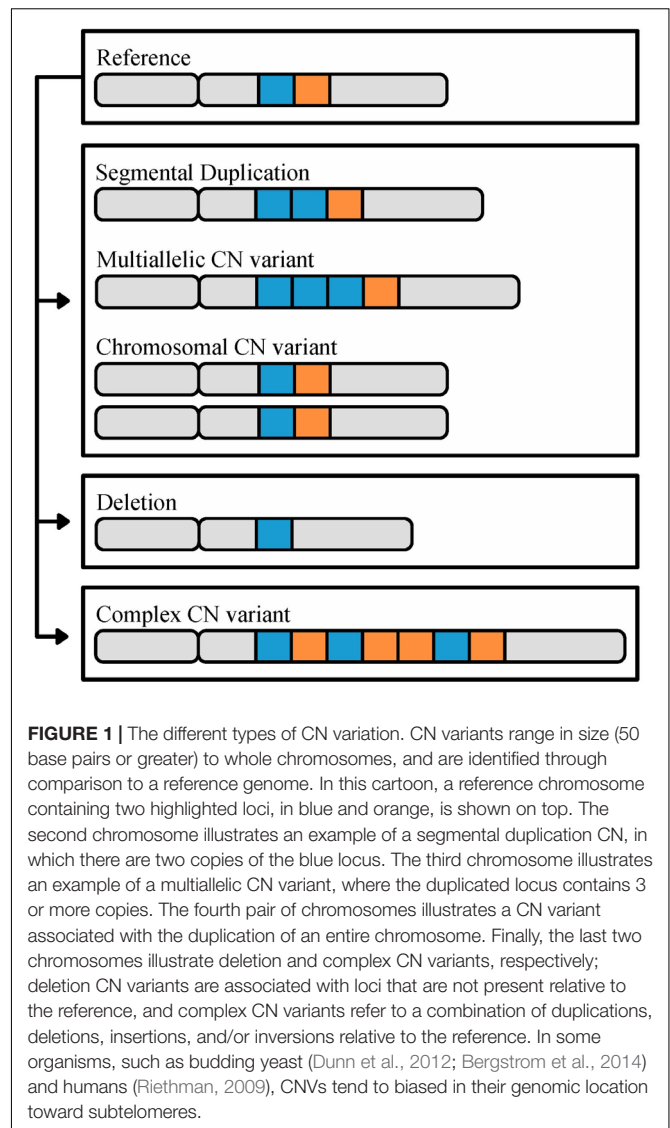 Reference
Segmental Duplication
Multiallelic CN variant
Chromosomal CN variant
Deletion
Complex CN variant
FIGURE 1 | The different types of CN variation. CN variants range in size (50
base pairs or greater) to whole chromosomes, and are identified through
comparison to a reference genome. In this cartoon, a reference chromosome
containing two highlighted loci, in blue and orange, is shown on top. The
second chromosome illustrates an example of a segmental duplication CN, in
which there are two copies of the blue locus. The third chromosome illustrates
an example of a multiallelic CN variant, where the duplicated locus contains 3
or more copies. The fourth pair of chromosomes illustrates a CN variant
associated with the duplication of an entire chromosome. Finally, the last two
chromosomes illustrate deletion and complex CN variants, respectively;
deletion CN variants are associated with loci that are not present relative to
the reference, and complex CN variants refer to a combination of duplications,
deletions, insertions, and/or inversions relative to the reference. In some
organisms, such as budding yeast (Dunn et al., 2012; Bergstrom et al., 2014)
and humans (Riethman, 2009), CNVs tend to biased in their genomic location
toward subtelomeres.